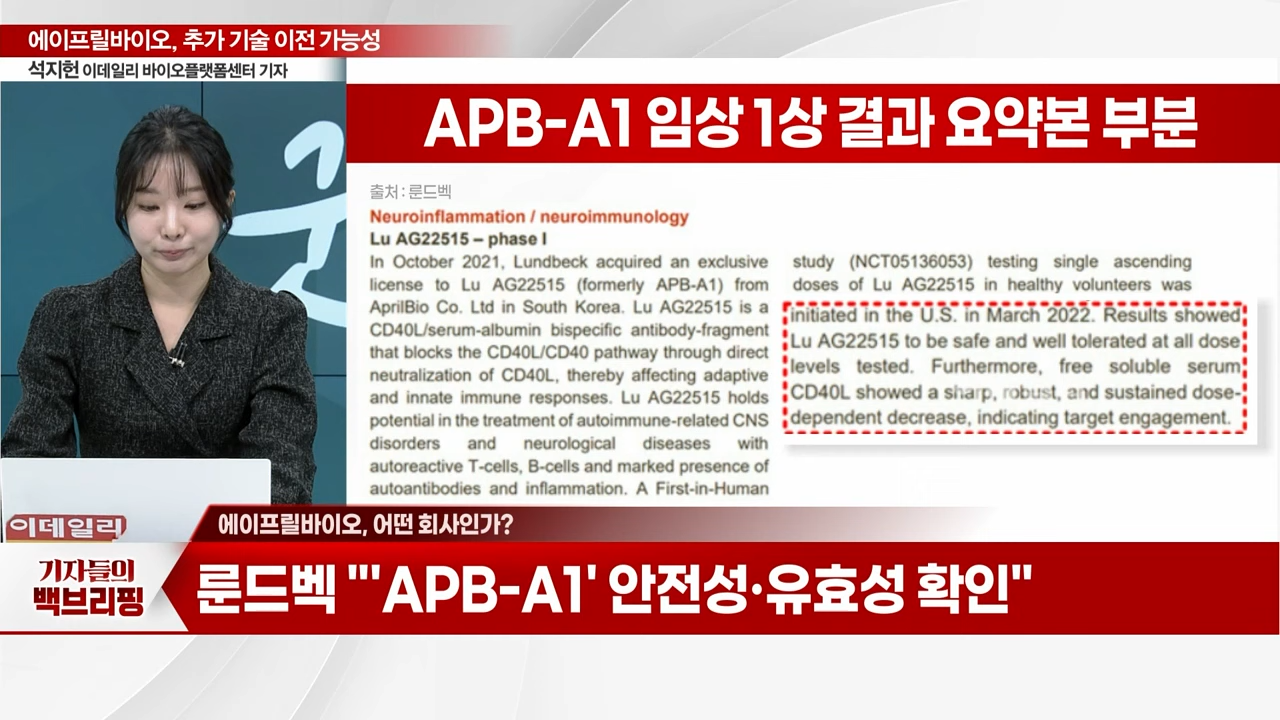 에이프릴바이오, 추가 기술 이전 가능성
석지헌 이데일리 바이오플랫폼센터 기자
APB-A1 임상 1상 결과 요약본 부분
출처 : 룬드벡
Neuroinflammation / neuroimmunology
Lu AG22515 – phase I
In October 2021, Lundbeck acquired an exclusive
license to Lu AG22515 (formerly APB-A1) from
AprilBio Co. Ltd in South Korea. Lu AG22515 is a
CD40L/serum-albumin bispecific antibody-fragment
that blocks the CD40L/CD40 pathway through direct
neutralization of CD40L, thereby affecting adaptive
and innate immune responses. Lu AG22515 holds
potential in the treatment of autoimmune-related CNS
disorders and neurological diseases with
autoreactive T-cells, B-cells and marked presence of
autoantibodies and inflammation. A First-in-Human
study (NCT05136053) testing single ascending
doses of Lu AG22515 in healthy volunteers was
initiated in the U.S. in March 2022. Results showed
Lu AG22515 to be safe and well tolerated at all dose
levels tested. Furthermore, free soluble serum
CD40L showed a sharp, robust, and sustained dose-
dependent decrease, indicating target engagement.
이데일리
에이프릴바이오, 어떤 회사인가?
기자들의
백브리핑
룬드벡 "'APB-A1' 안전성·유효성 확인"